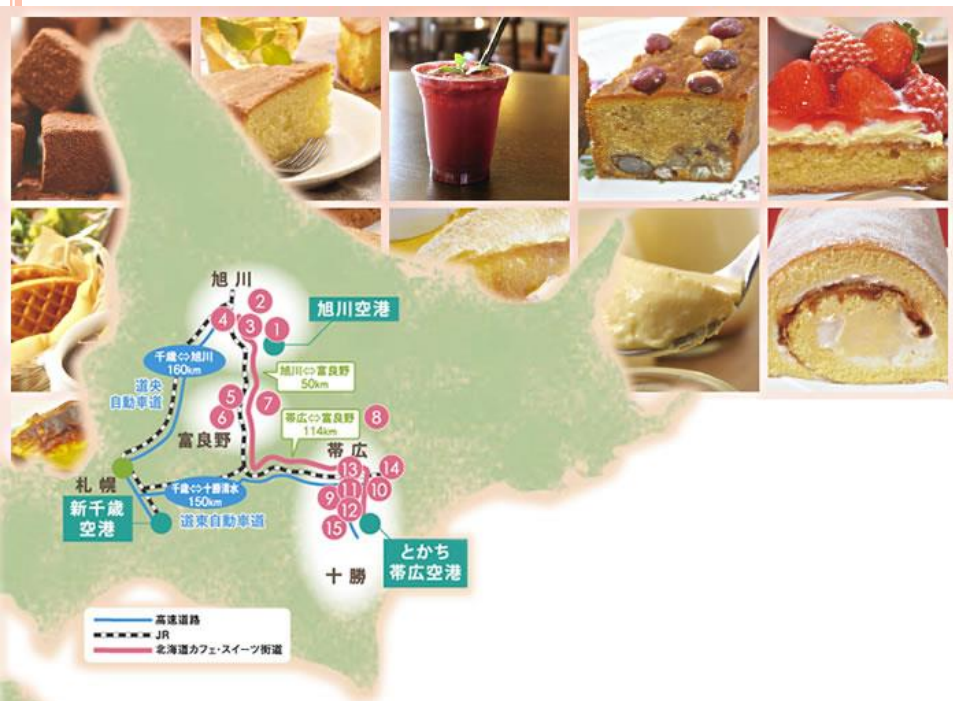 旭川
2
4
3
1
旭川空港
千歳⇔旭川
160km
旭川⇔富良野
50km
道央
自動車道
5
7
6
8
帯広⇔富良野
114km
富良野
帯広
13
14
札幌
千歳⇔十勝清水
150km
9
11
10
新千歳
空港
道東自動車道
12
15
とかち
帯広空港
十勝
高速道路
JR
北海道カフェ・スイーツ街道